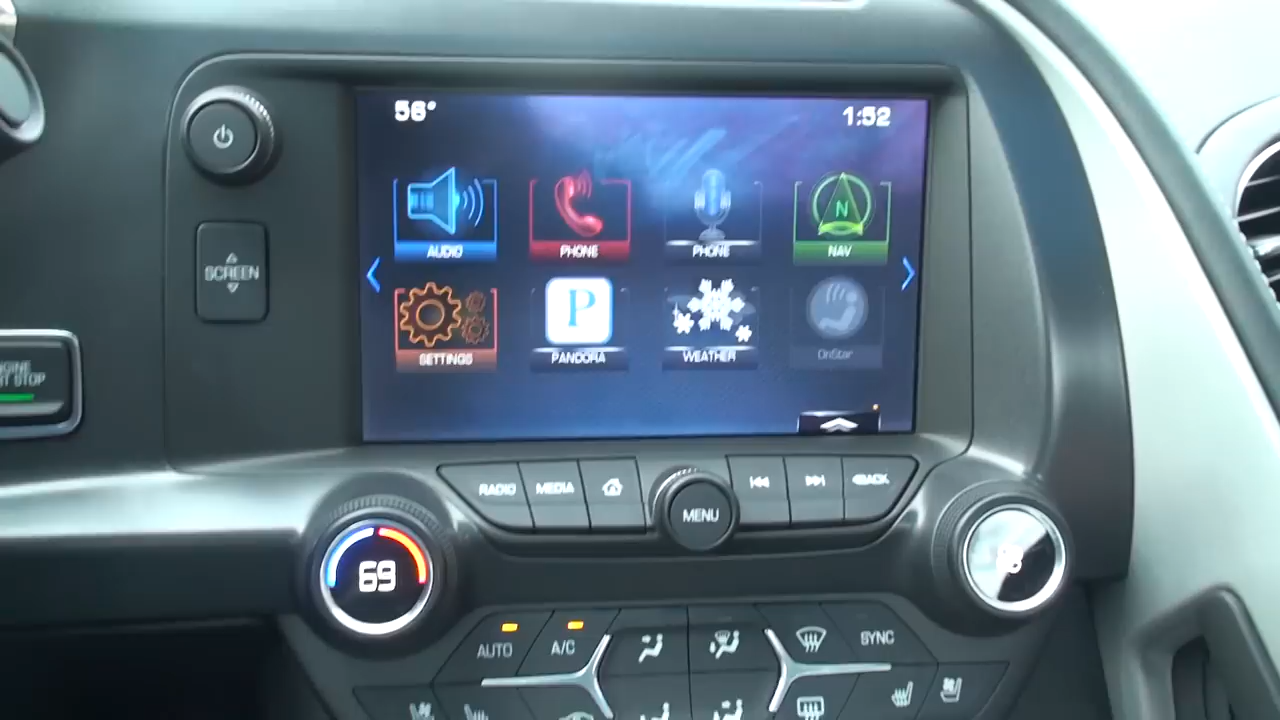 56°
1:52
AUDIO
PHONE
PHONE
N
NAV
SCREEN
SETTINGS
P
PANDORA
WEATHER
OnStar
STOP
RADIO
MEDIA
MENU
BACK
69
AUTO
A/C
SYNC